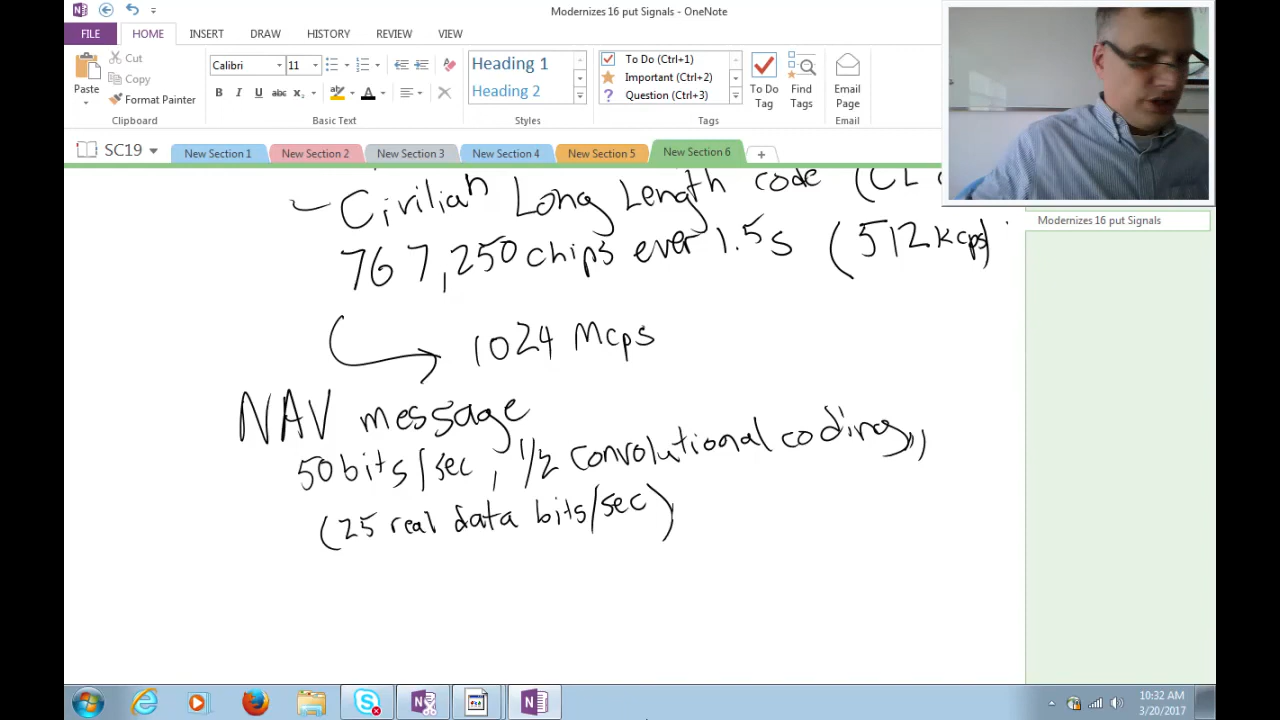 Modernizes 16 put Signals - OneNote
FILE HOME INSERT DRAW HISTORY REVIEW VIEW
Cut
Copy
Paste
Format Painter
Clipboard
Calibri 11
B I U abc X₂ A
Basic Text
Heading 1
Heading 2
Styles
To Do (Ctrl+1)
Important (Ctrl+2)
Question (Ctrl+3)
To Do Tag
Find Tags
Tags
Email Page
Email
SC19 New Section 1 New Section 2 New Section 3 New Section 4 New Section 5 New Section 6
Modernizes 16 put Signals
Civilian Long Length code (CL
767,250 chips ever 1.5s (512 kcps)
1024 Mcps
NAV message
50 bits/sec, 1/2 convolutional coding,,
(25 real data bits/sec)
10:32 AM
3/20/2017